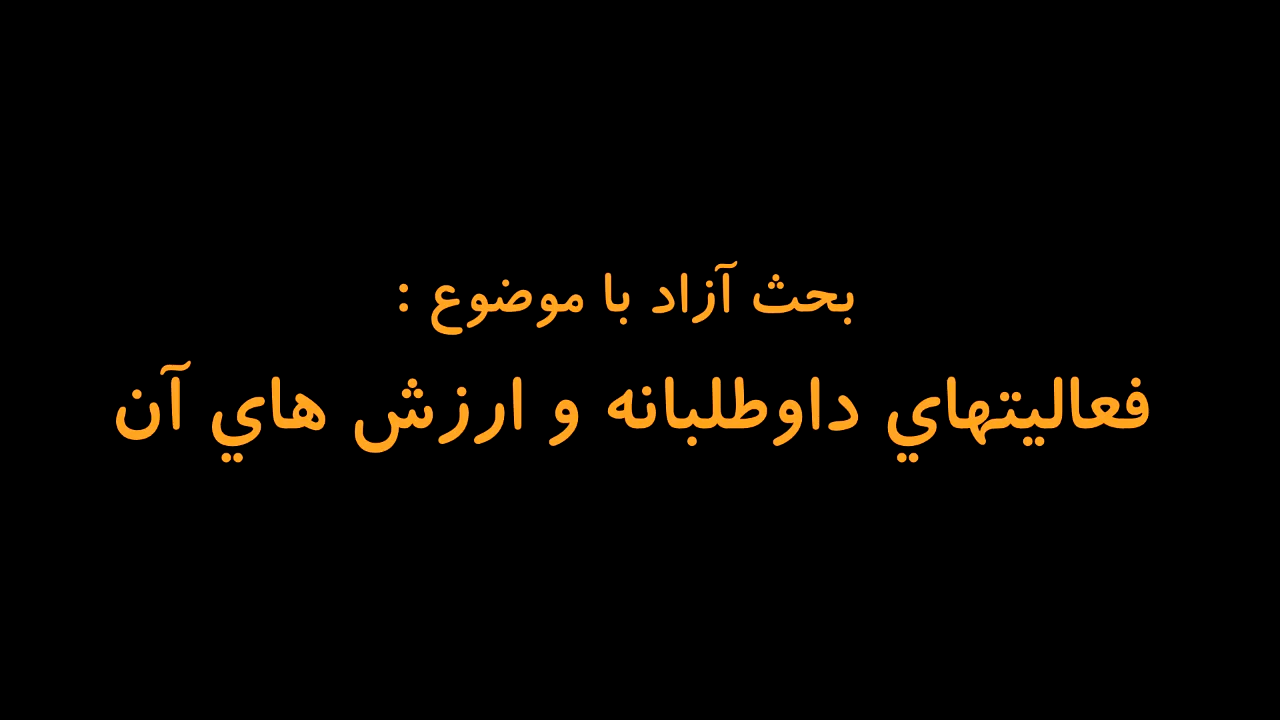 بحث آزاد با موضوع :
فعاليتهاي داوطلبانه و ارزش هاي آن